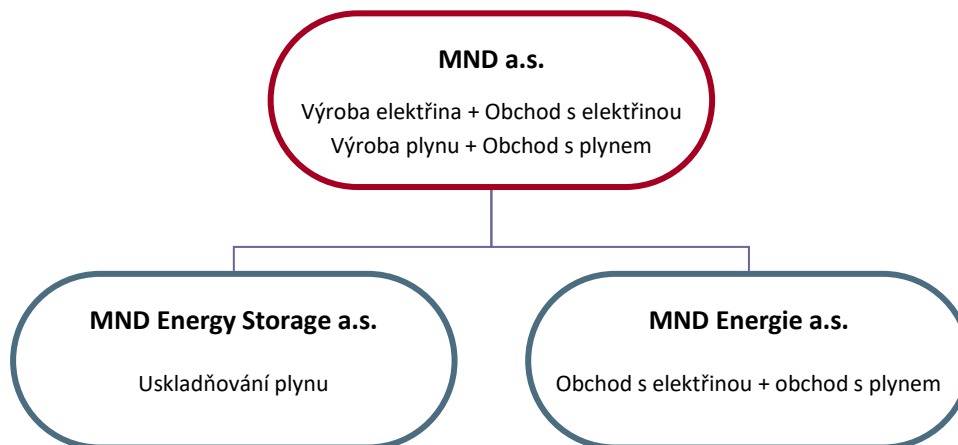 MND a.s.
Výroba elektřina + Obchod s elektřinou
Výroba plynu + Obchod s plynem
MND Energy Storage a.s.
Uskladňování plynu
MND Energie a.s.
Obchod s elektřinou + obchod s plynem